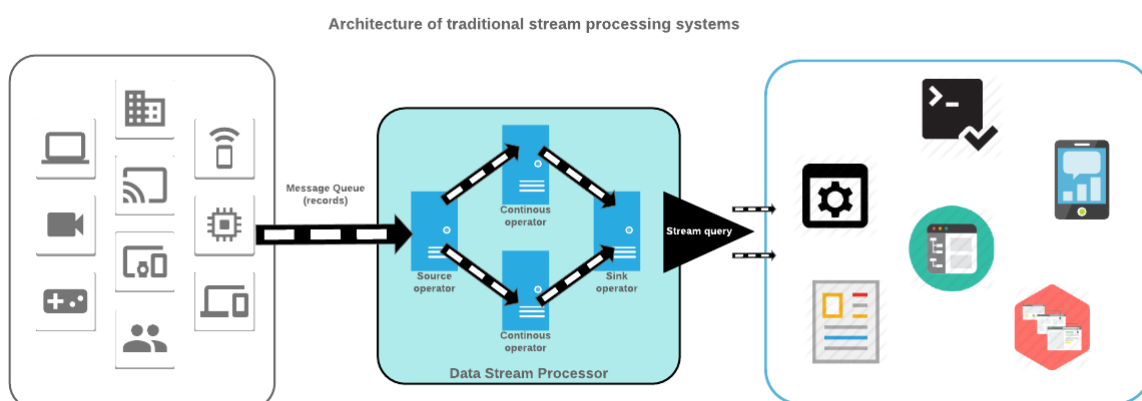 Architecture of traditional stream processing systems
Message Queue
(records)
Continous
operator
Source
operator
Stream query
Sink
operator
Continous
operator
Data Stream Processor